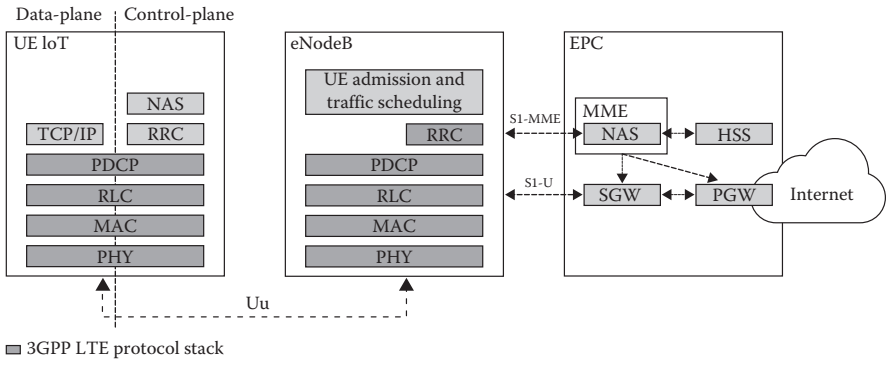 Data-plane
Control-plane
UE IoT
NAS
TCP/IP
RRC
PDCP
RLC
MAC
PHY
eNodeB
UE admission and
traffic scheduling
RRC
PDCP
RLC
MAC
PHY
Uu
S1-MME
S1-U
EPC
MME
NAS
HSS
SGW
PGW
Internet
3GPP LTE protocol stack